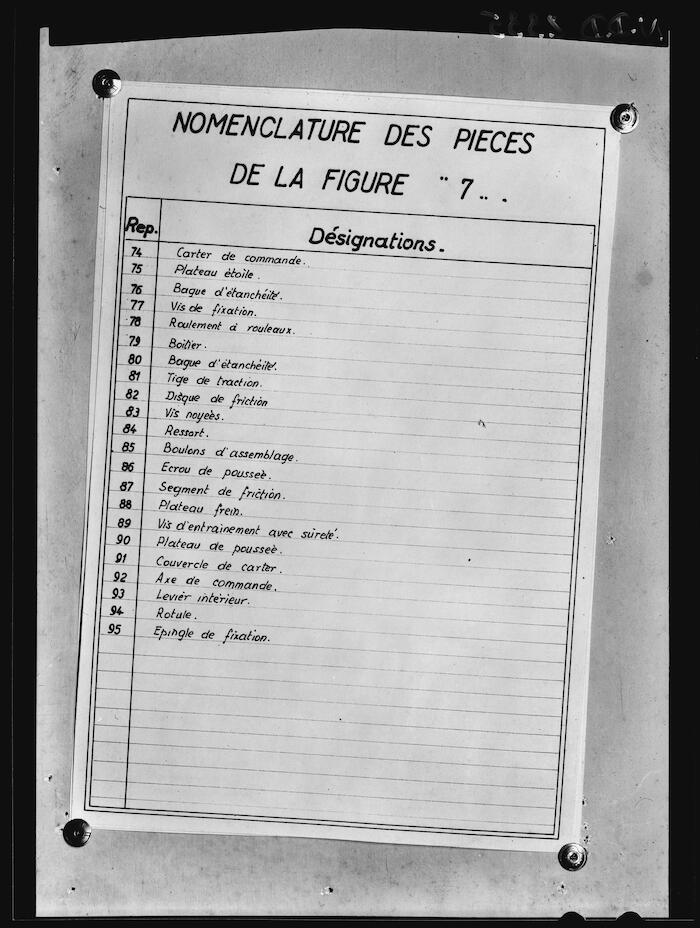 NOMENCLATURE DES PIECES
DE LA FIGURE "7".
Rep. Désignations.
74 Carter de commande.
75 Plateau étoile.
76 Bague d'étanchéité.
77 Vis de fixation.
78 Roulement à rouleaux.
79 Boitier.
80 Bague d'étanchéité.
81 Tige de traction.
82 Disque de friction
83 Vis noyeès.
84 Ressort.
85 Boulons d'assemblage.
86 Ecrou de pousseè.
87 Segment de friction.
88 Plateau frein.
89 Vis d'entrainement avec sûreté.
90 Plateau de pousseè.
91 Couvercle de carter.
92 Axe de commande.
93 Levier intérieur.
94 Rotule.
95 Epingle de fixation.